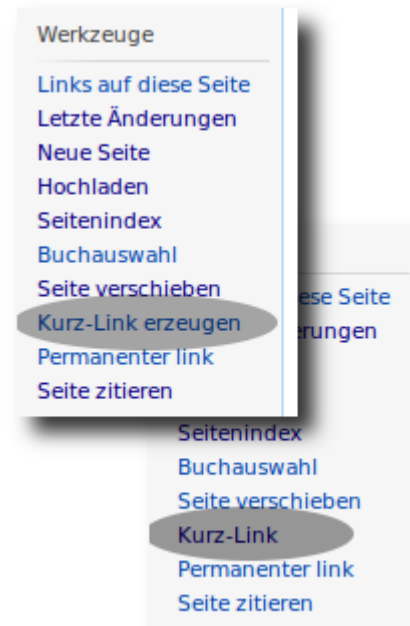 Werkzeuge
Links auf diese Seite
Letzte Änderungen
Neue Seite
Hochladen
Seitenindex
Buchauswahl
Seite verschieben
Kurz-Link erzeugen
Permanenter link
Seite zitieren
Seite
Seitenindex
Buchauswahl
Seite verschieben
Kurz-Link
Permanenter link
Seite zitieren